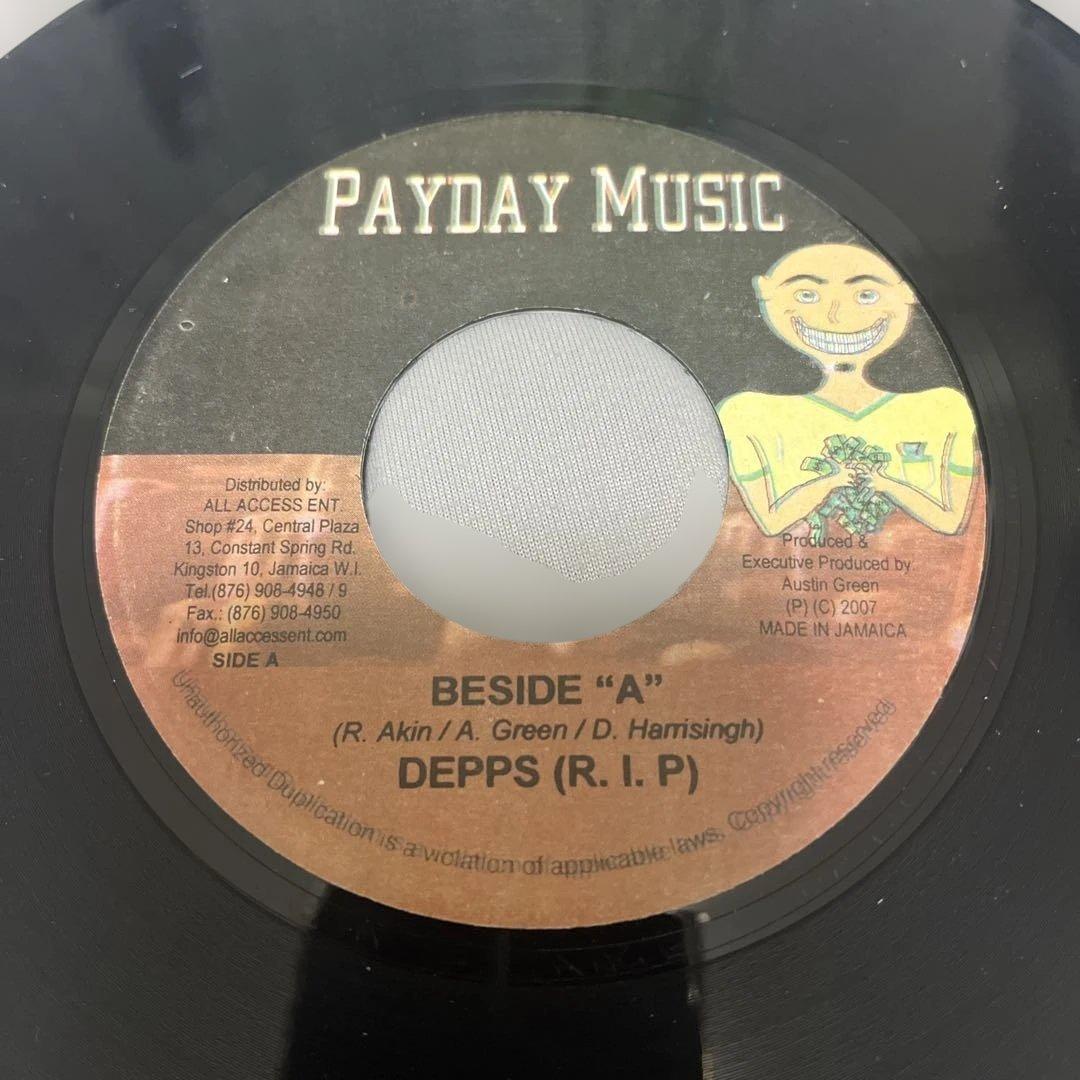 PAYDAY MUSIC
Distributed by:
ALL ACCESS ENT.
Shop #24, Central Plaza
13, Constant Spring Rd.
Kingston 10, Jamaica W.I.
Tel.(876) 908-4948 / 9
Fax.: (876) 908-4950
info@allaccessent.com
SIDE A
Produced &
Executive Produced by:
Austin Green
(P) (C) 2007
MADE IN JAMAICA
BESIDE “A”
(R. Akin / A. Green / D. Harrisingh)
DEPPS (R. I. P)
Unauthorized Duplication is a violation of applicable laws. Copyright reserved